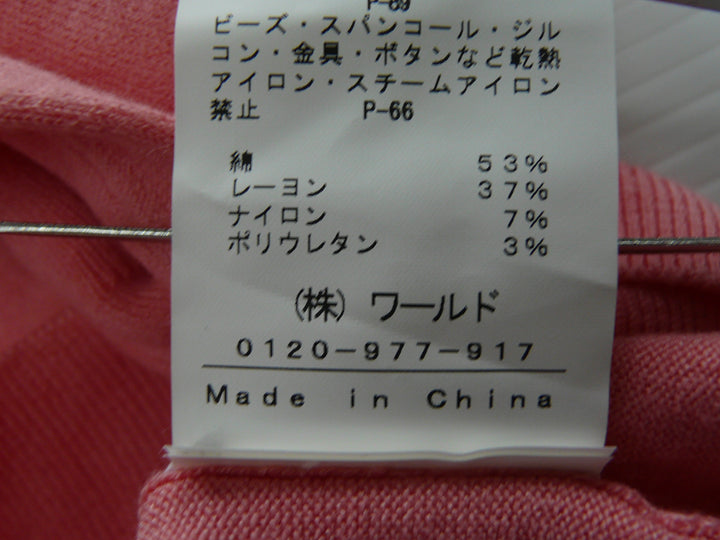 P-69
ビーズ・スパンコール・ジル
コン・金具・ボタンなど乾熱
アイロン・スチームアイロン
禁止 P-66
綿 53%
レーヨン 37%
ナイロン 7%
ポリウレタン 3%
(株) ワールド
0120-977-917
Made in China